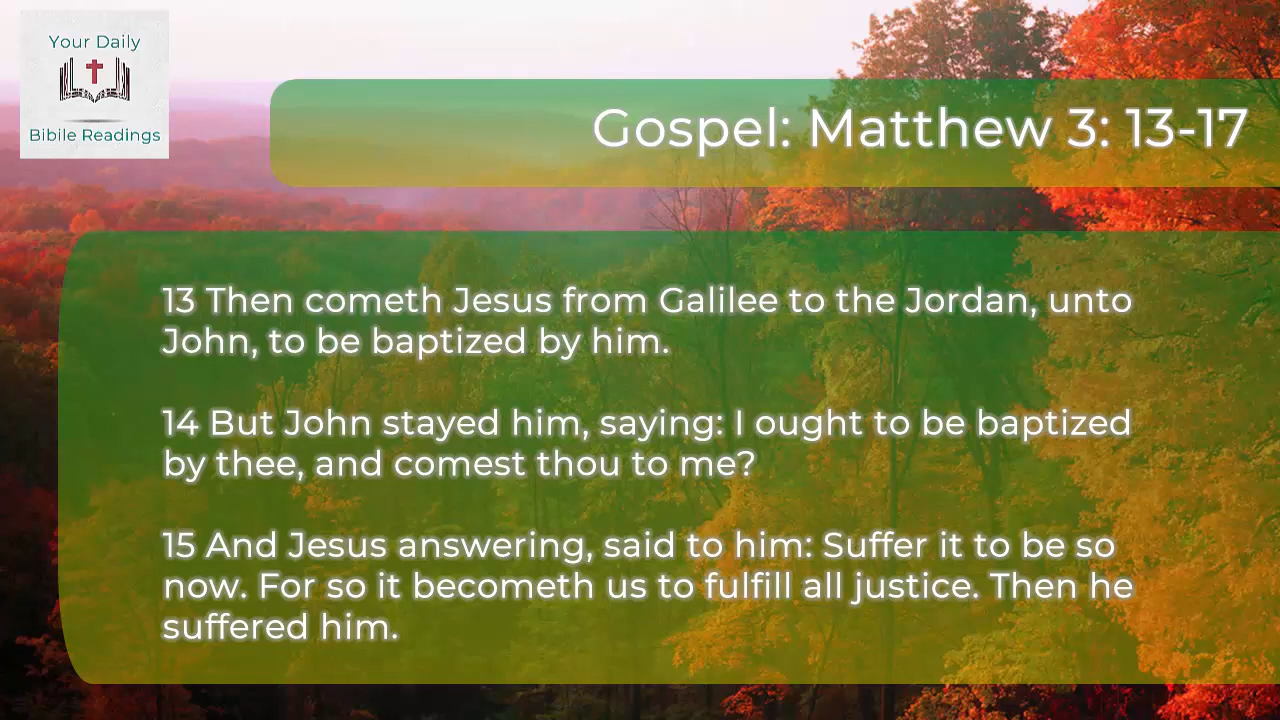 Your Daily
Bibile Readings
Gospel: Matthew 3: 13-17
13 Then cometh Jesus from Galilee to the Jordan, unto
John, to be baptized by him.
14 But John stayed him, saying: I ought to be baptized
by thee, and comest thou to me?
15 And Jesus answering, said to him: Suffer it to be so
now. For so it becometh us to fulfill all justice. Then he
suffered him.